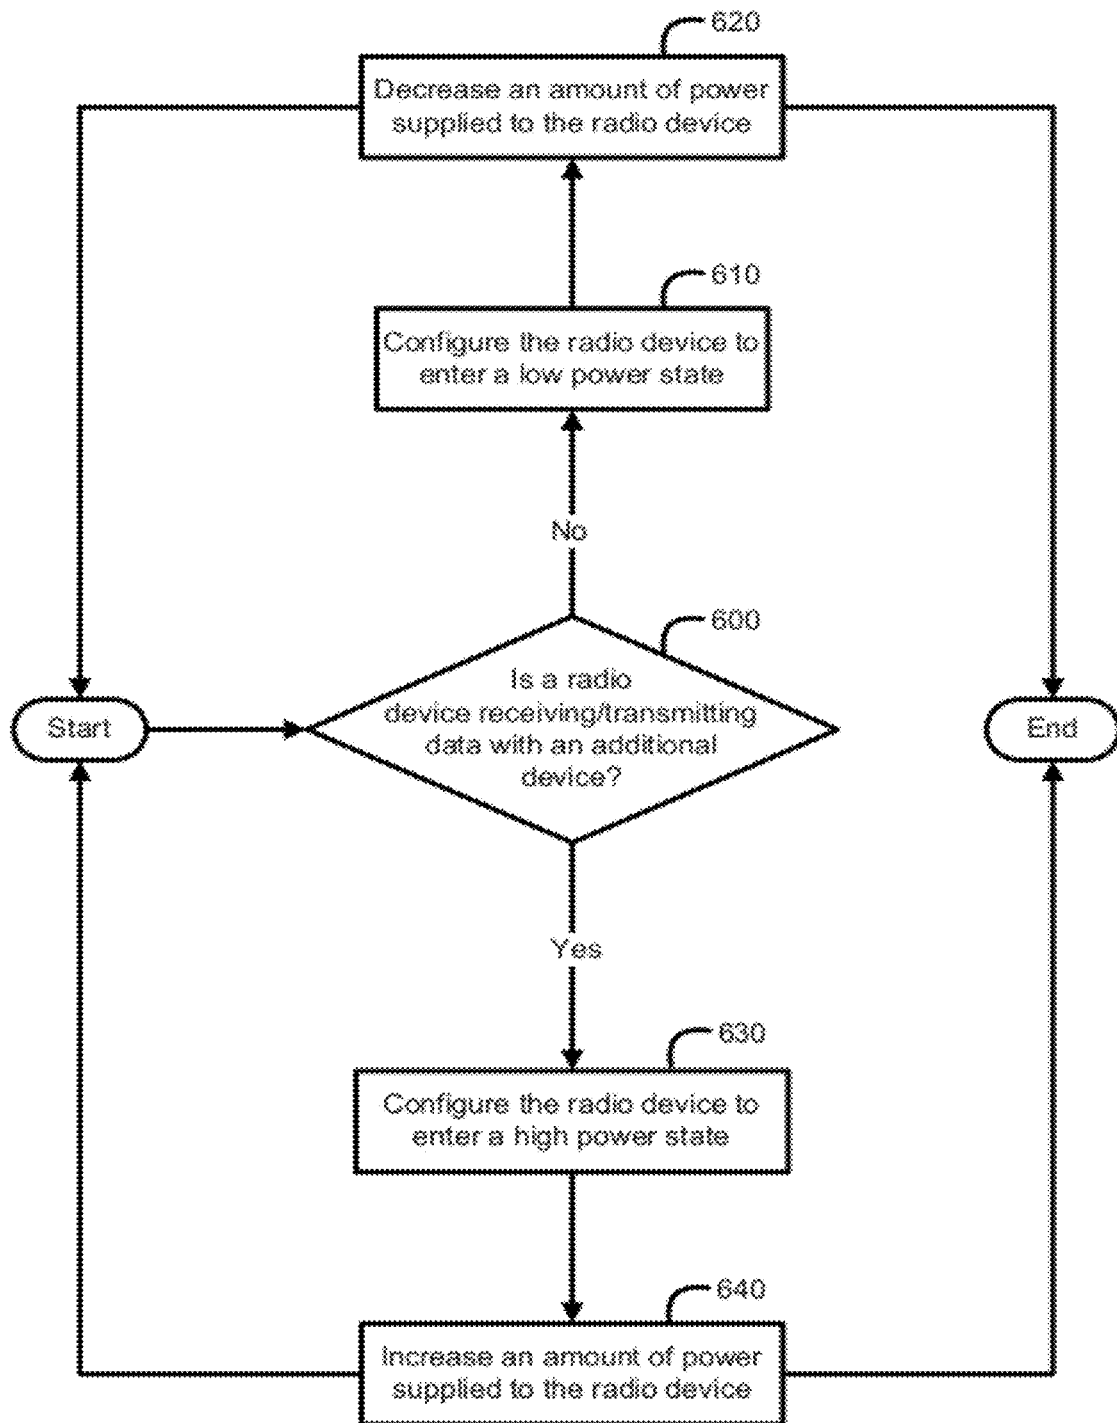 620
Decrease an amount of power
supplied to the radio device
610
Configure the radio device to
enter a low power state
No
600
Is a radio
device receiving/transmitting
data with an additional
device?
Start
End
Yes
630
Configure the radio device to
enter a high power state
640
Increase an amount of power
supplied to the radio device